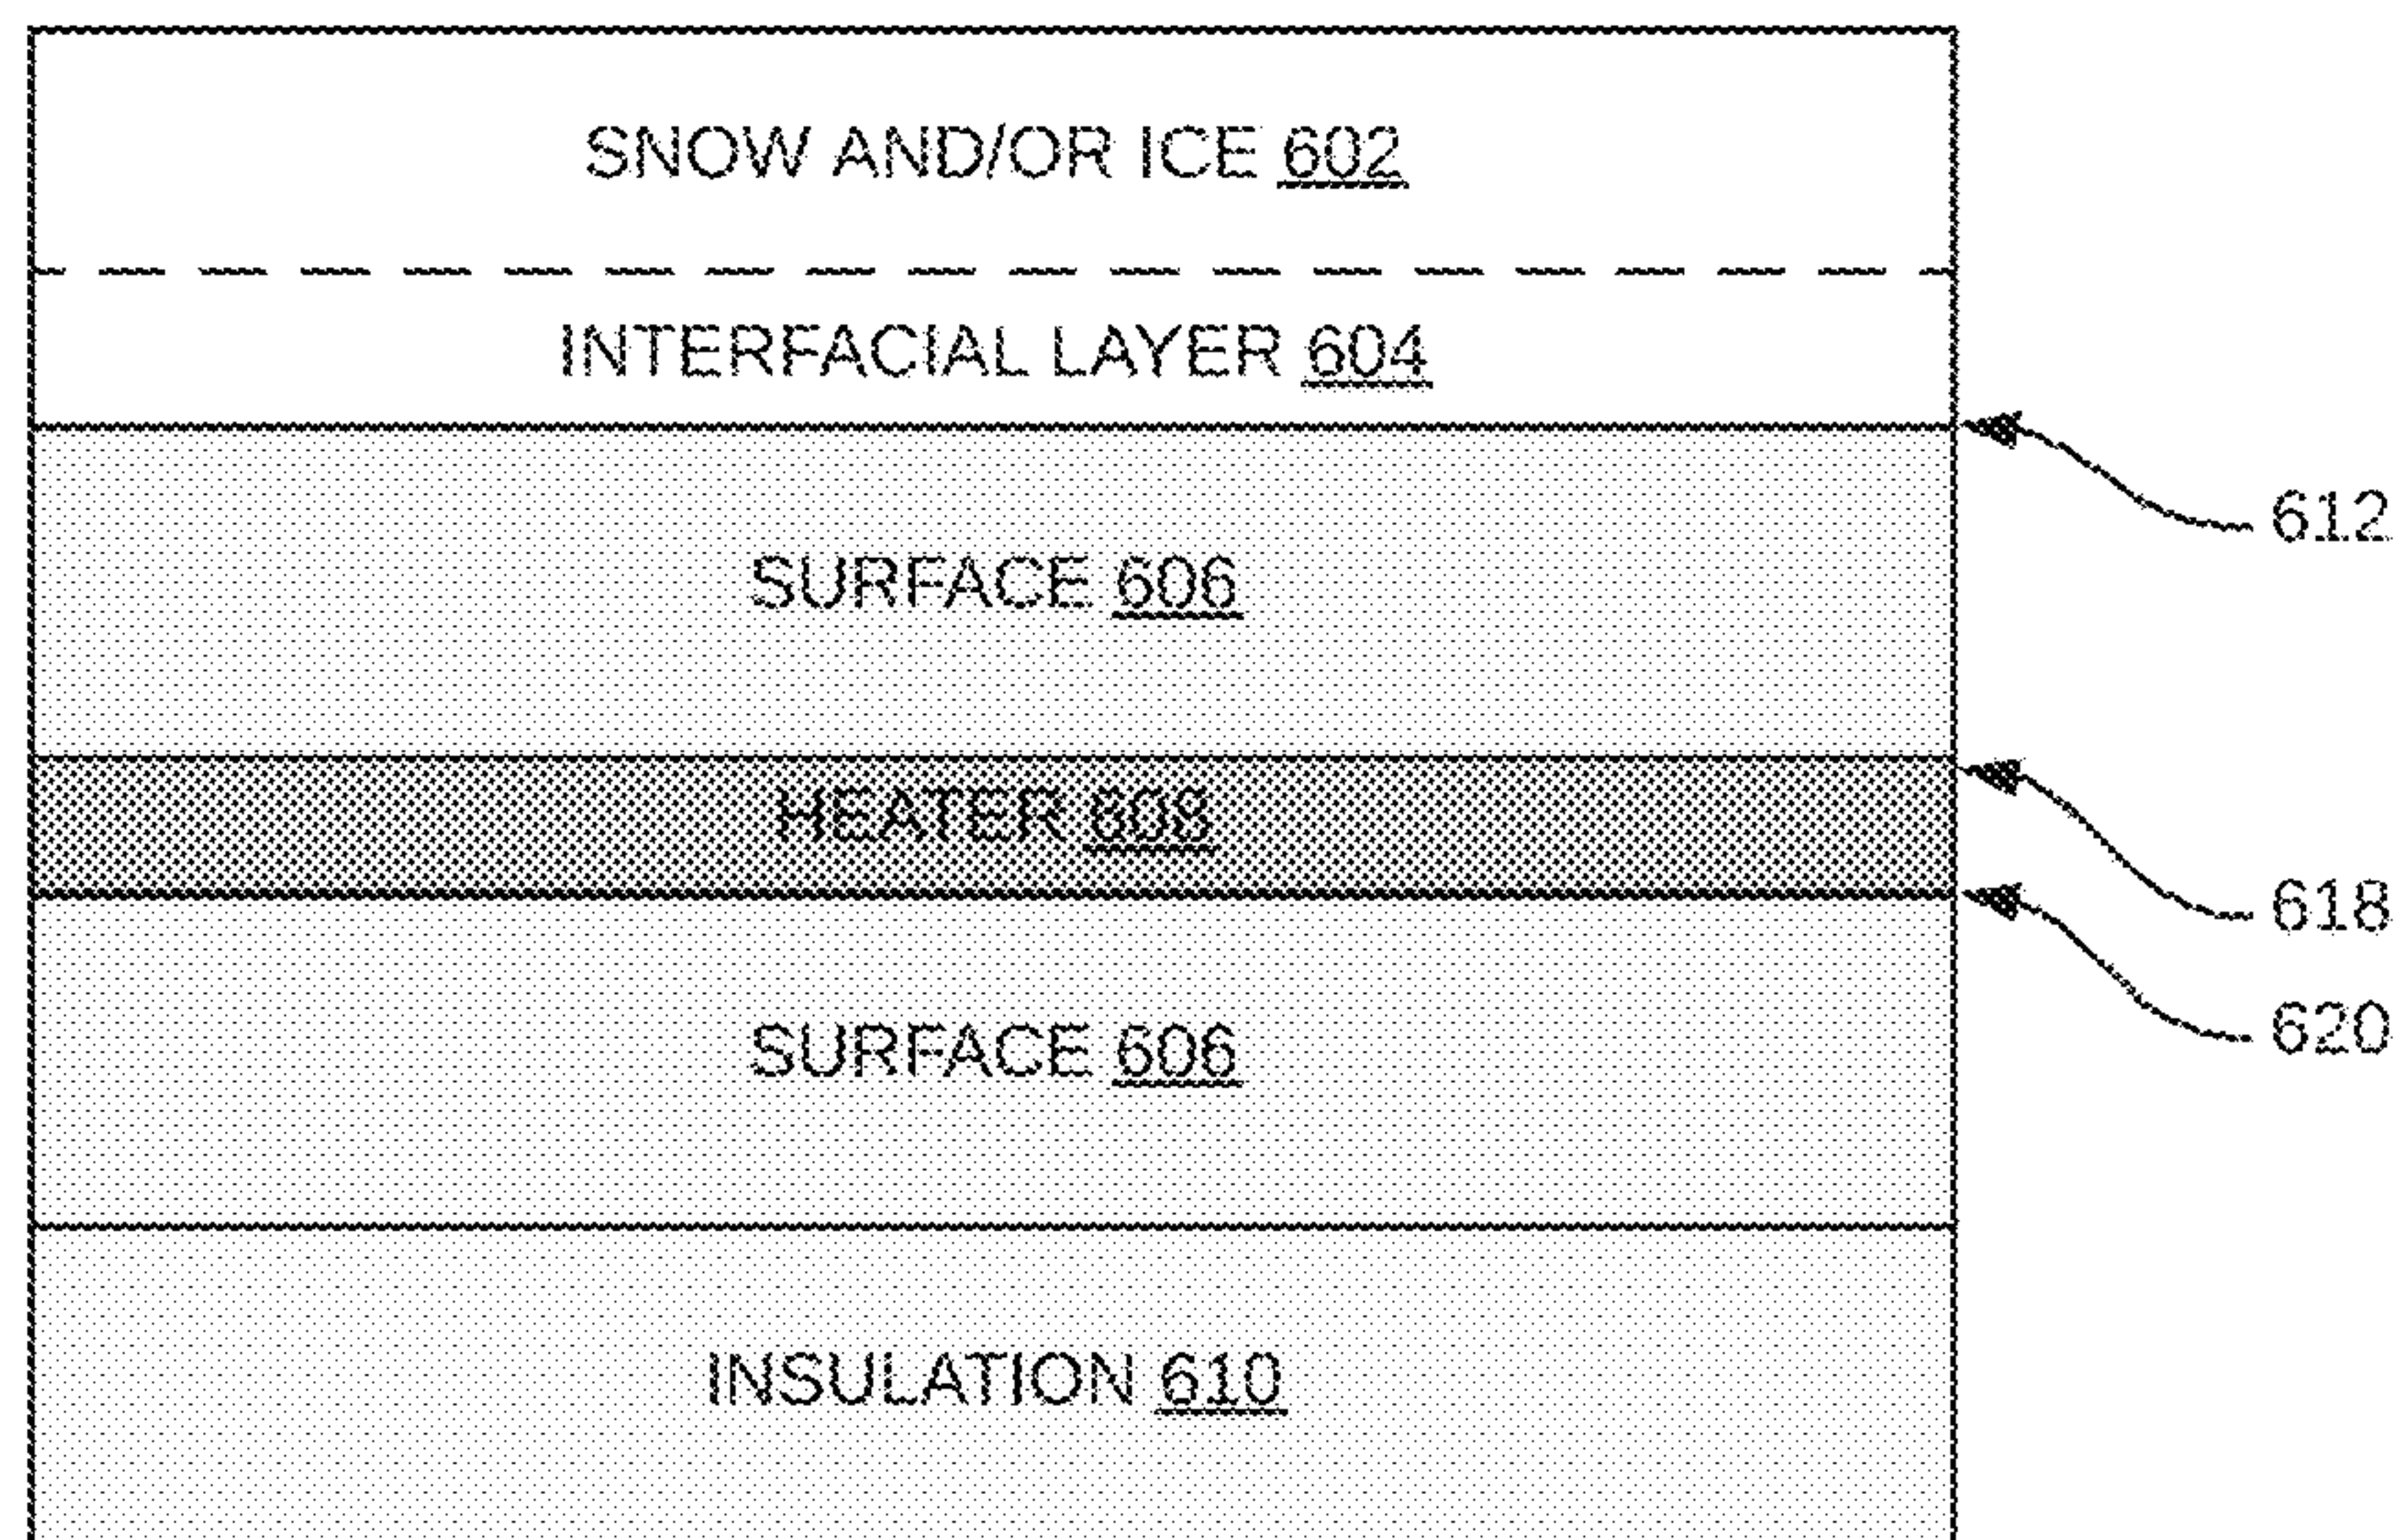 SNOW AND/OR ICE 602
INTERFACIAL LAYER 604
612
SURFACE 606
HEATER 608
618
620
SURFACE 606
INSULATION 610